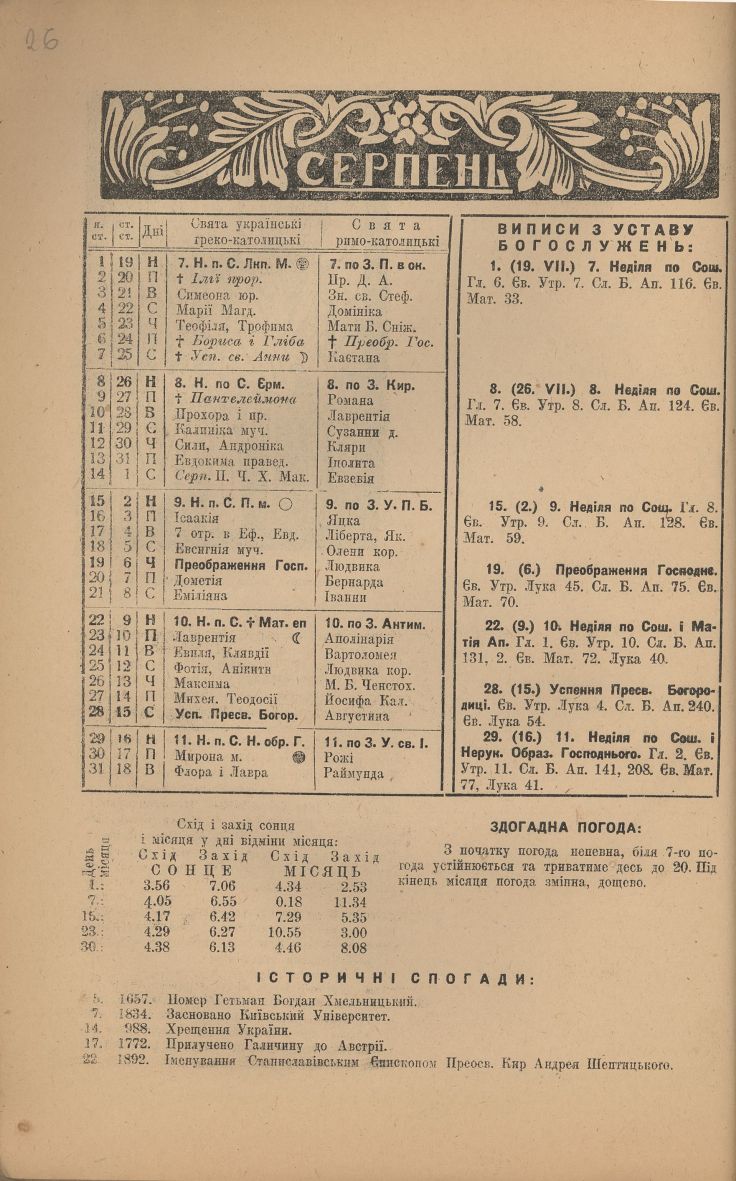 26
СЕРПЕНЬ
н. ст. | ст. ст. | Дні | Свята українські греко-католицькі | Свята римо-католицькі
1 19 Н 7. Н. п. С. Лкп. М. 7. по З. П. в ок.
2 20 П † Ілії прор. Пр. Д. А.
3 21 В Симеона юр. Зн. св. Стеф.
4 22 С Марії Магд. Домініка
5 23 Ч Теофіля, Трофима Мати Б. Сніж.
6 24 П † Бориса і Гліба † Преобр. Гос.
7 25 С † Усп. св. Анни Каєтана
8 26 Н 8. Н. по С. Єрм. 8. по З. Кир.
9 27 П † Пантелеймона Романа
10 28 В Прохора і пр. Лаврентія
11 29 С Калиніка муч. Сузанни д.
12 30 Ч Сили, Андроніка Кляри
13 31 П Евдокима правед. Іполита
14 1 С Серп. П. Ч. Х. Мак. Евзевія
15 2 Н 9. Н. п. С. П. м. 9. по З. У. П. Б.
16 3 П Ісаакія Яцка
17 4 В 7 отр. в Еф., Евд. Ліберта, Як.
18 5 С Евсигнія муч. Олени кор.
19 6 Ч Преображення Госп. Людвика
20 7 П Дометія Бернарда
21 8 С Еміліяна Іванни
22 9 Н 10. Н. п. С. † Мат. еп 10. по З. Антим.
23 10 П Лаврентія Аполінарія
24 11 В Евпля, Клявдії Вартоломея
25 12 С Фотія, Анікити Людвика кор.
26 13 Ч Максима М. Б. Ченстох.
27 14 П Михея, Теодосії Йосифа Кал.
28 15 С Усп. Пресв. Богор. Августина
29 16 Н 11. Н. п. С. Н. обр. Г. 11. по З. У. св. І.
30 17 П Мирона м. Рожі
31 18 В Флора і Лавра Раймунда
ВИПИСИ З УСТАВУ
БОГОСЛУЖЕНЬ:
1. (19. VII.) 7. Неділя по Сош.
Гл. 6. Єв. Утр. 7. Сл. Б. Ап. 116. Єв.
Мат. 33.
8. (26. VII.) 8. Неділя по Сош.
Гл. 7. Єв. Утр. 8. Сл. Б. Ап. 124. Єв.
Мат. 58.
15. (2.) 9. Неділя по Сош. Гл. 8.
Єв. Утр. 9. Сл. Б. Ап. 128. Єв.
Мат. 59.
19. (6.) Преображення Господнє.
Єв. Утр. Лука 45. Сл. Б. Ап. 75. Єв.
Мат. 70.
22. (9.) 10. Неділя по Сош. і Ма-
тія Ап. Гл. 1. Єв. Утр. 10. Сл. Б. Ап.
131, 2. Єв. Мат. 72. Лука 40.
28. (15.) Успення Пресв. Богоро-
диці. Єв. Утр. Лука 4. Сл. Б. Ап. 240.
Єв. Лука 54.
29. (16.) 11. Неділя по Сош. і
Нерук. Образ. Господнього. Гл. 2. Єв.
Утр. 11. Сл. Б. Ап. 141, 208. Єв. Мат.
77, Лука 41.
Схід і захід сонця
і місяця у дні відміни місяця:
День місяця
Схід Захід Схід Захід
СОНЦЕ МІСЯЦЬ
1.: 3.56 7.06 4.34 2.53
7.: 4.05 6.55 0.18 11.34
15.: 4.17 6.42 7.29 5.35
23.: 4.29 6.27 10.55 3.00
30.: 4.38 6.13 4.46 8.08
ЗДОГАДНА ПОГОДА:
З початку погода непевна, біля 7-го по-
года устійнюється та триватиме десь до 20. Під
кінець місяця погода змінна, дощево.
ІСТОРИЧНІ СПОГАДИ:
5. 1657. Помер Гетьман Богдан Хмельницький.
7. 1834. Засновано Київський Університет.
14. 988. Хрещення України.
17. 1772. Прилучено Галичину до Австрії.
22. 1892. Іменування Станиславівським Єпископом Преосв. Кир Андрея Шептицького.